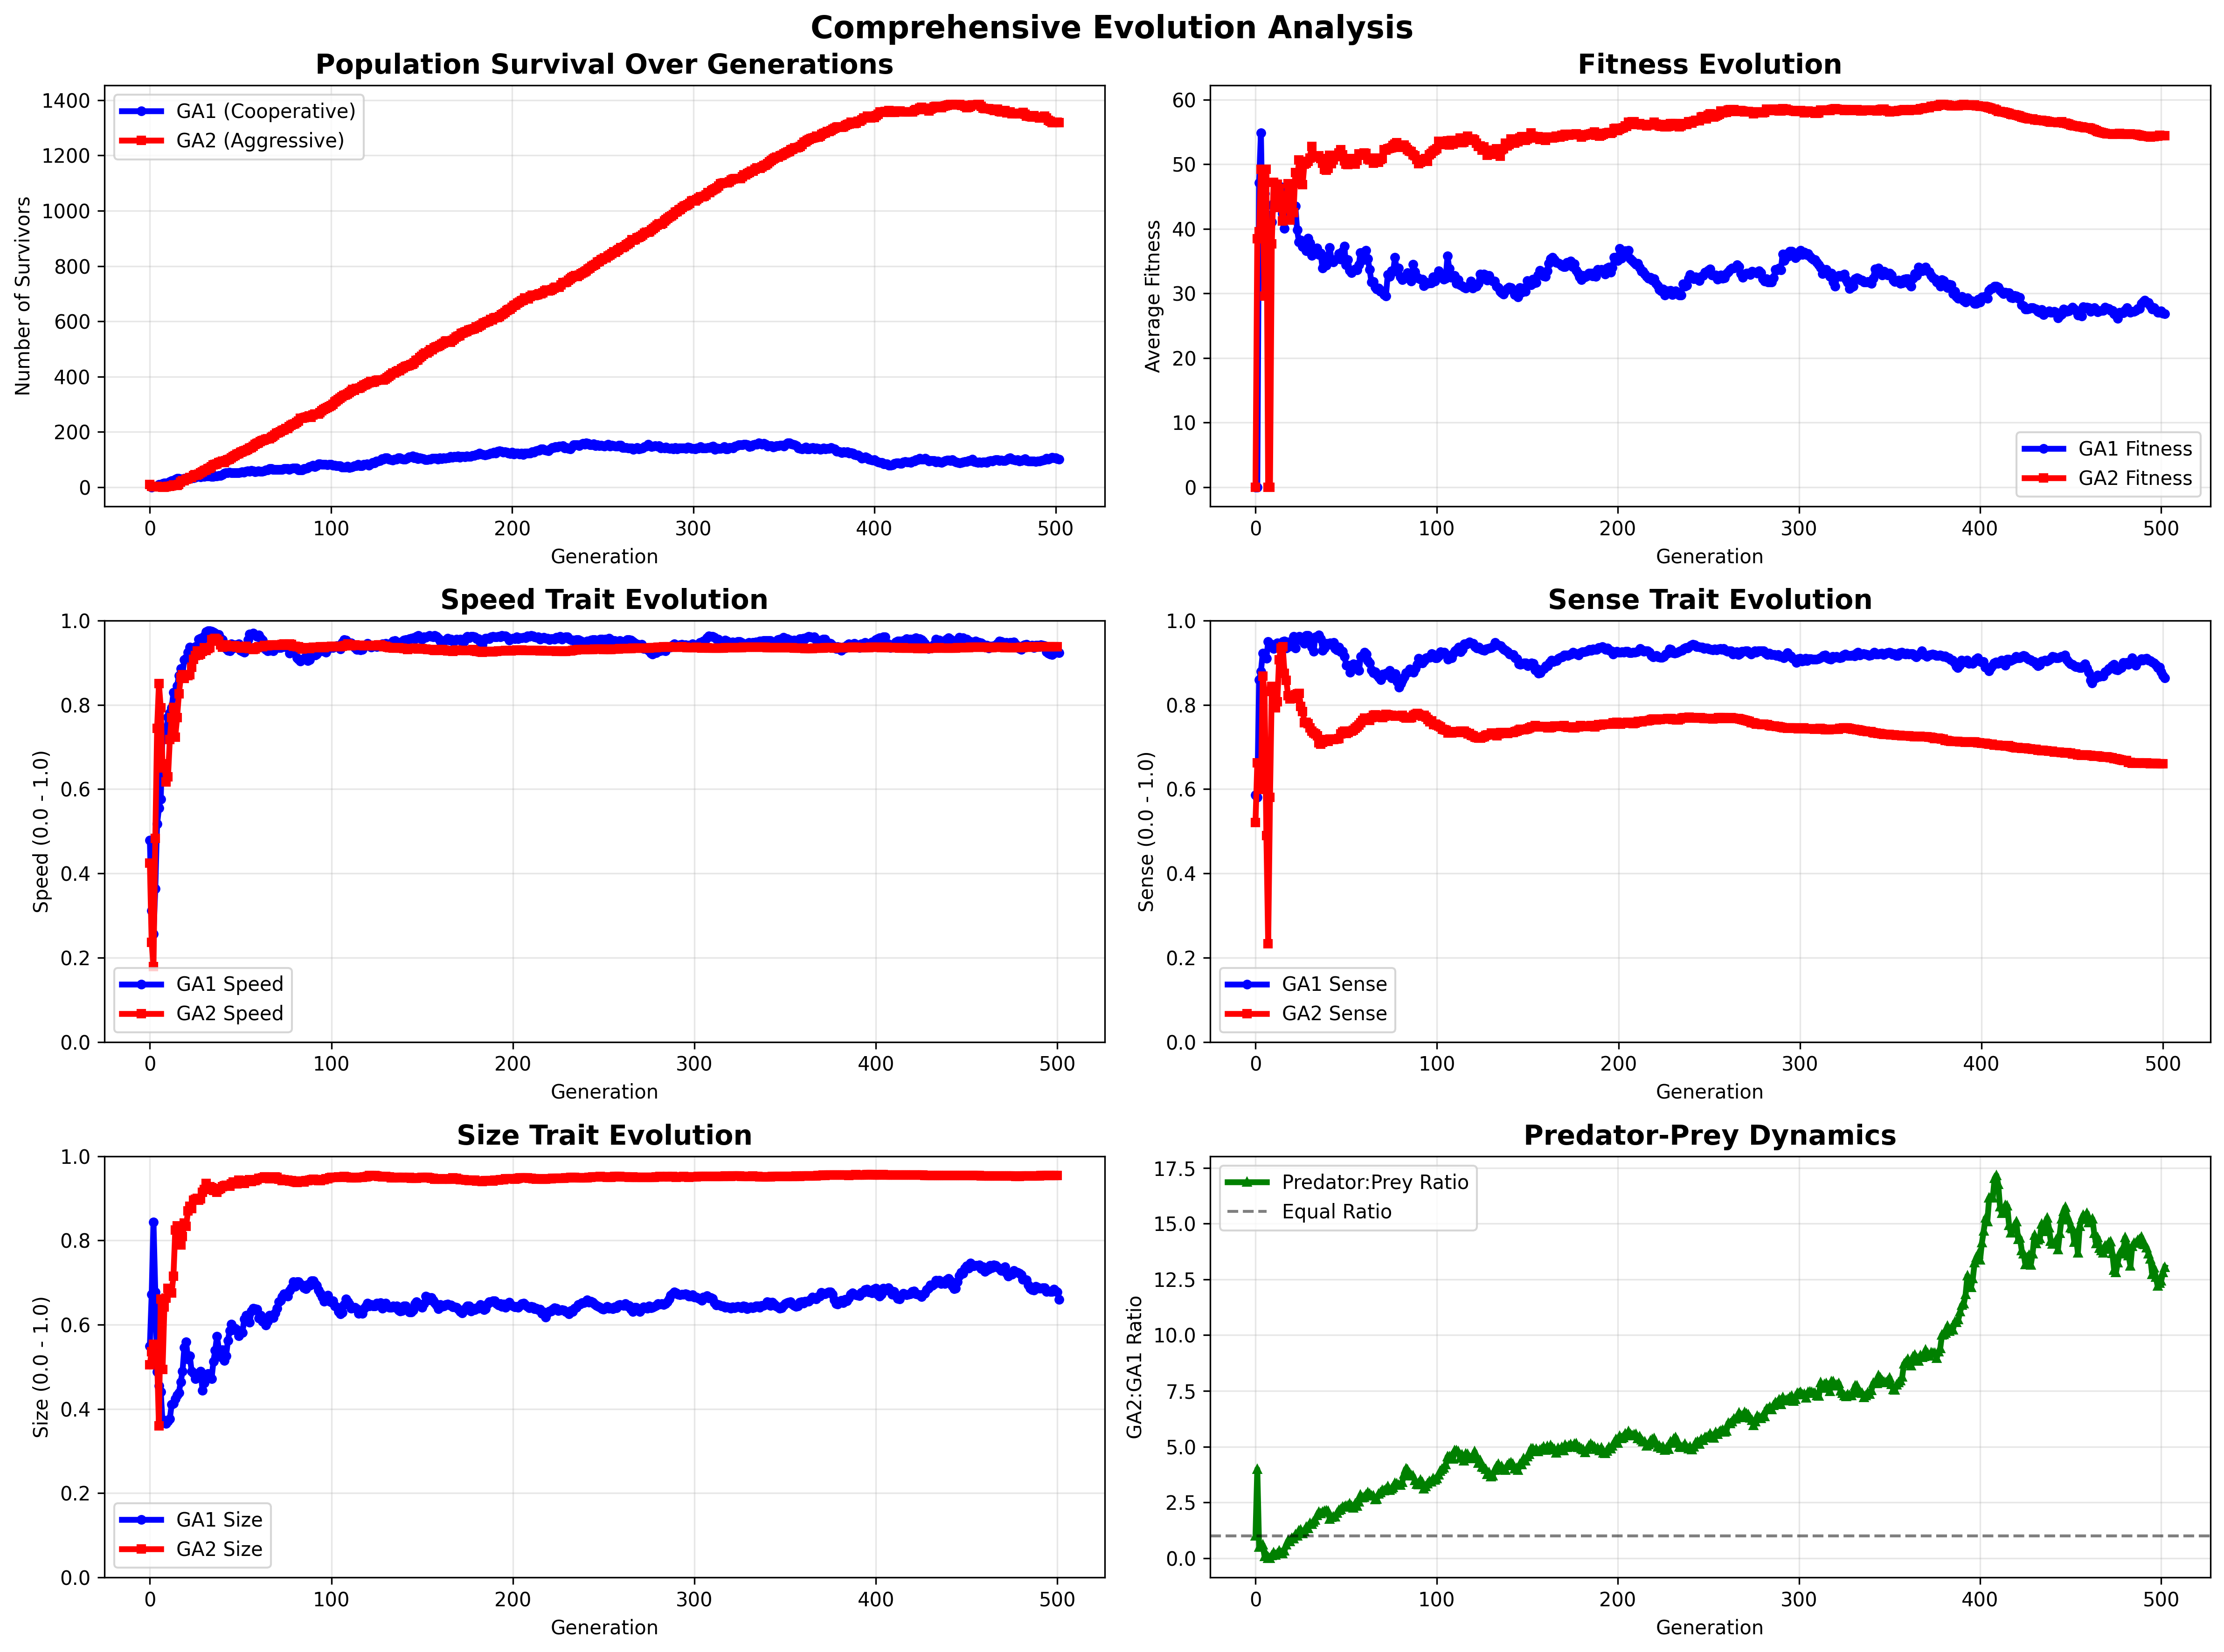 Comprehensive Evolution Analysis
Population Survival Over Generations
1400
1200
1000
800
600
400
200
0
Number of Survivors
GA1 (Cooperative)
GA2 (Aggressive)
0 100 200 300 400 500
Generation
Fitness Evolution
60
50
40
30
20
10
0
Average Fitness
GA1 Fitness
GA2 Fitness
0 100 200 300 400 500
Generation
Speed Trait Evolution
1.0
0.8
0.6
0.4
0.2
0.0
Speed (0.0 - 1.0)
GA1 Speed
GA2 Speed
0 100 200 300 400 500
Generation
Sense Trait Evolution
1.0
0.8
0.6
0.4
0.2
0.0
Sense (0.0 - 1.0)
GA1 Sense
GA2 Sense
0 100 200 300 400 500
Generation
Size Trait Evolution
1.0
0.8
0.6
0.4
0.2
0.0
Size (0.0 - 1.0)
GA1 Size
GA2 Size
0 100 200 300 400 500
Generation
Predator-Prey Dynamics
17.5
15.0
12.5
10.0
7.5
5.0
2.5
0.0
GA2:GA1 Ratio
Predator:Prey Ratio
Equal Ratio
0 100 200 300 400 500
Generation